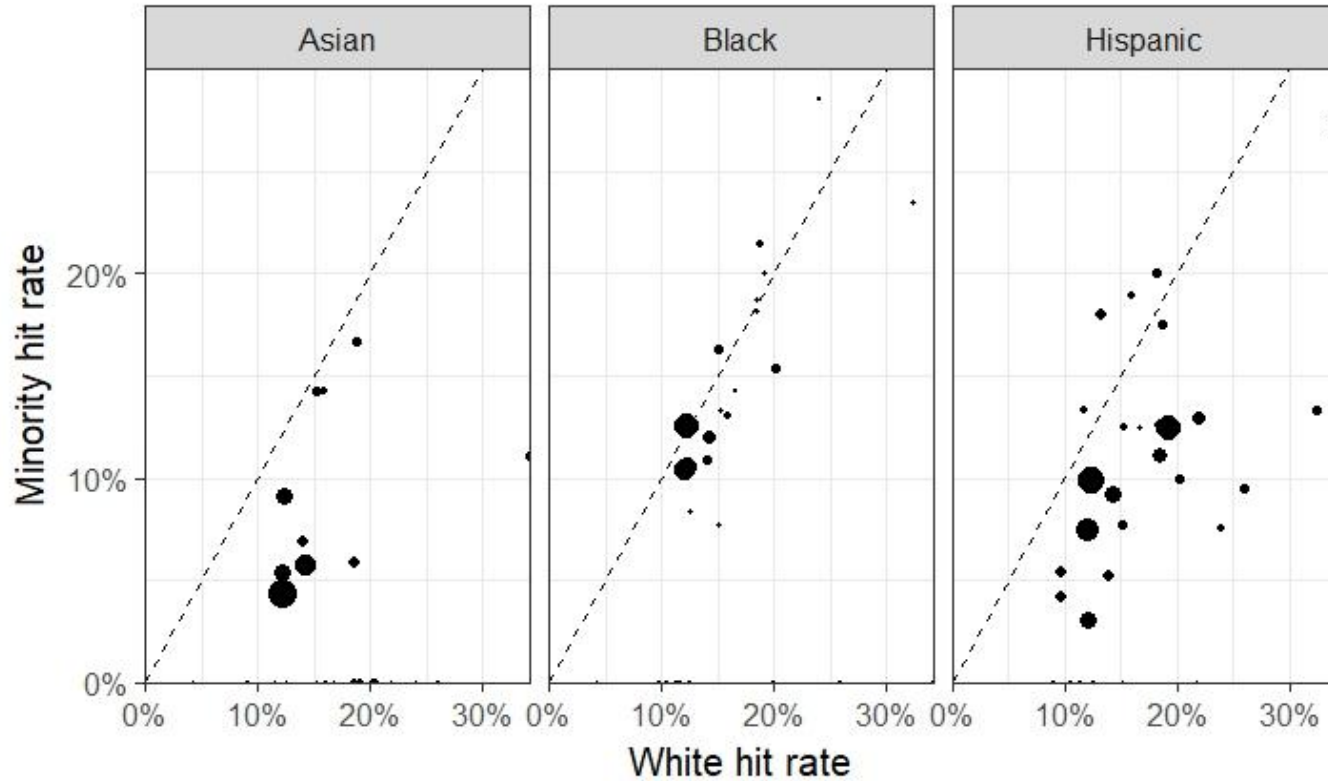 Asian Black Hispanic
Minority hit rate
20%
10%
0%
0% 10% 20% 30% 0% 10% 20% 30% 0% 10% 20% 30%
White hit rate